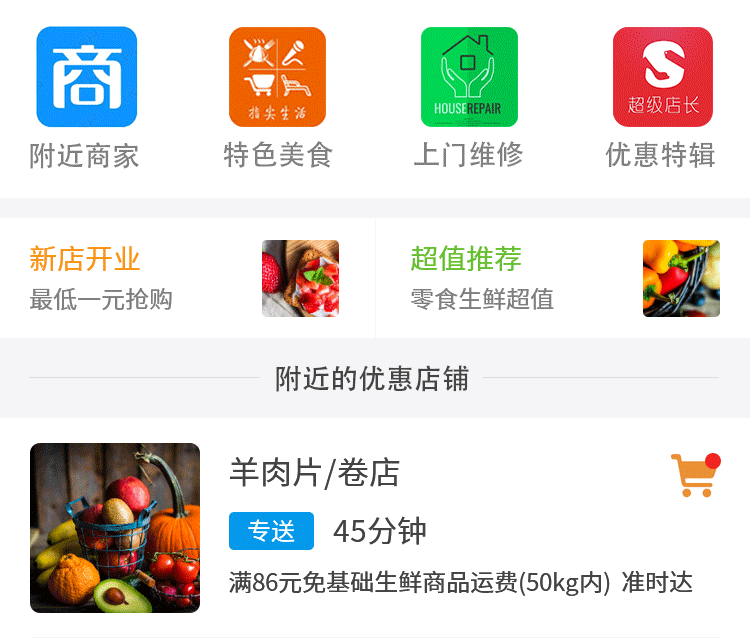 商
指尖生活
HOUSEREPAIR
超级店长
附近商家
特色美食
上门维修
优惠特辑
新店开业
最低一元抢购
超值推荐
零食生鲜超值
附近的优惠店铺
羊肉片/卷店
专送 45分钟
满86元免基础生鲜商品运费(50kg内) 准时达